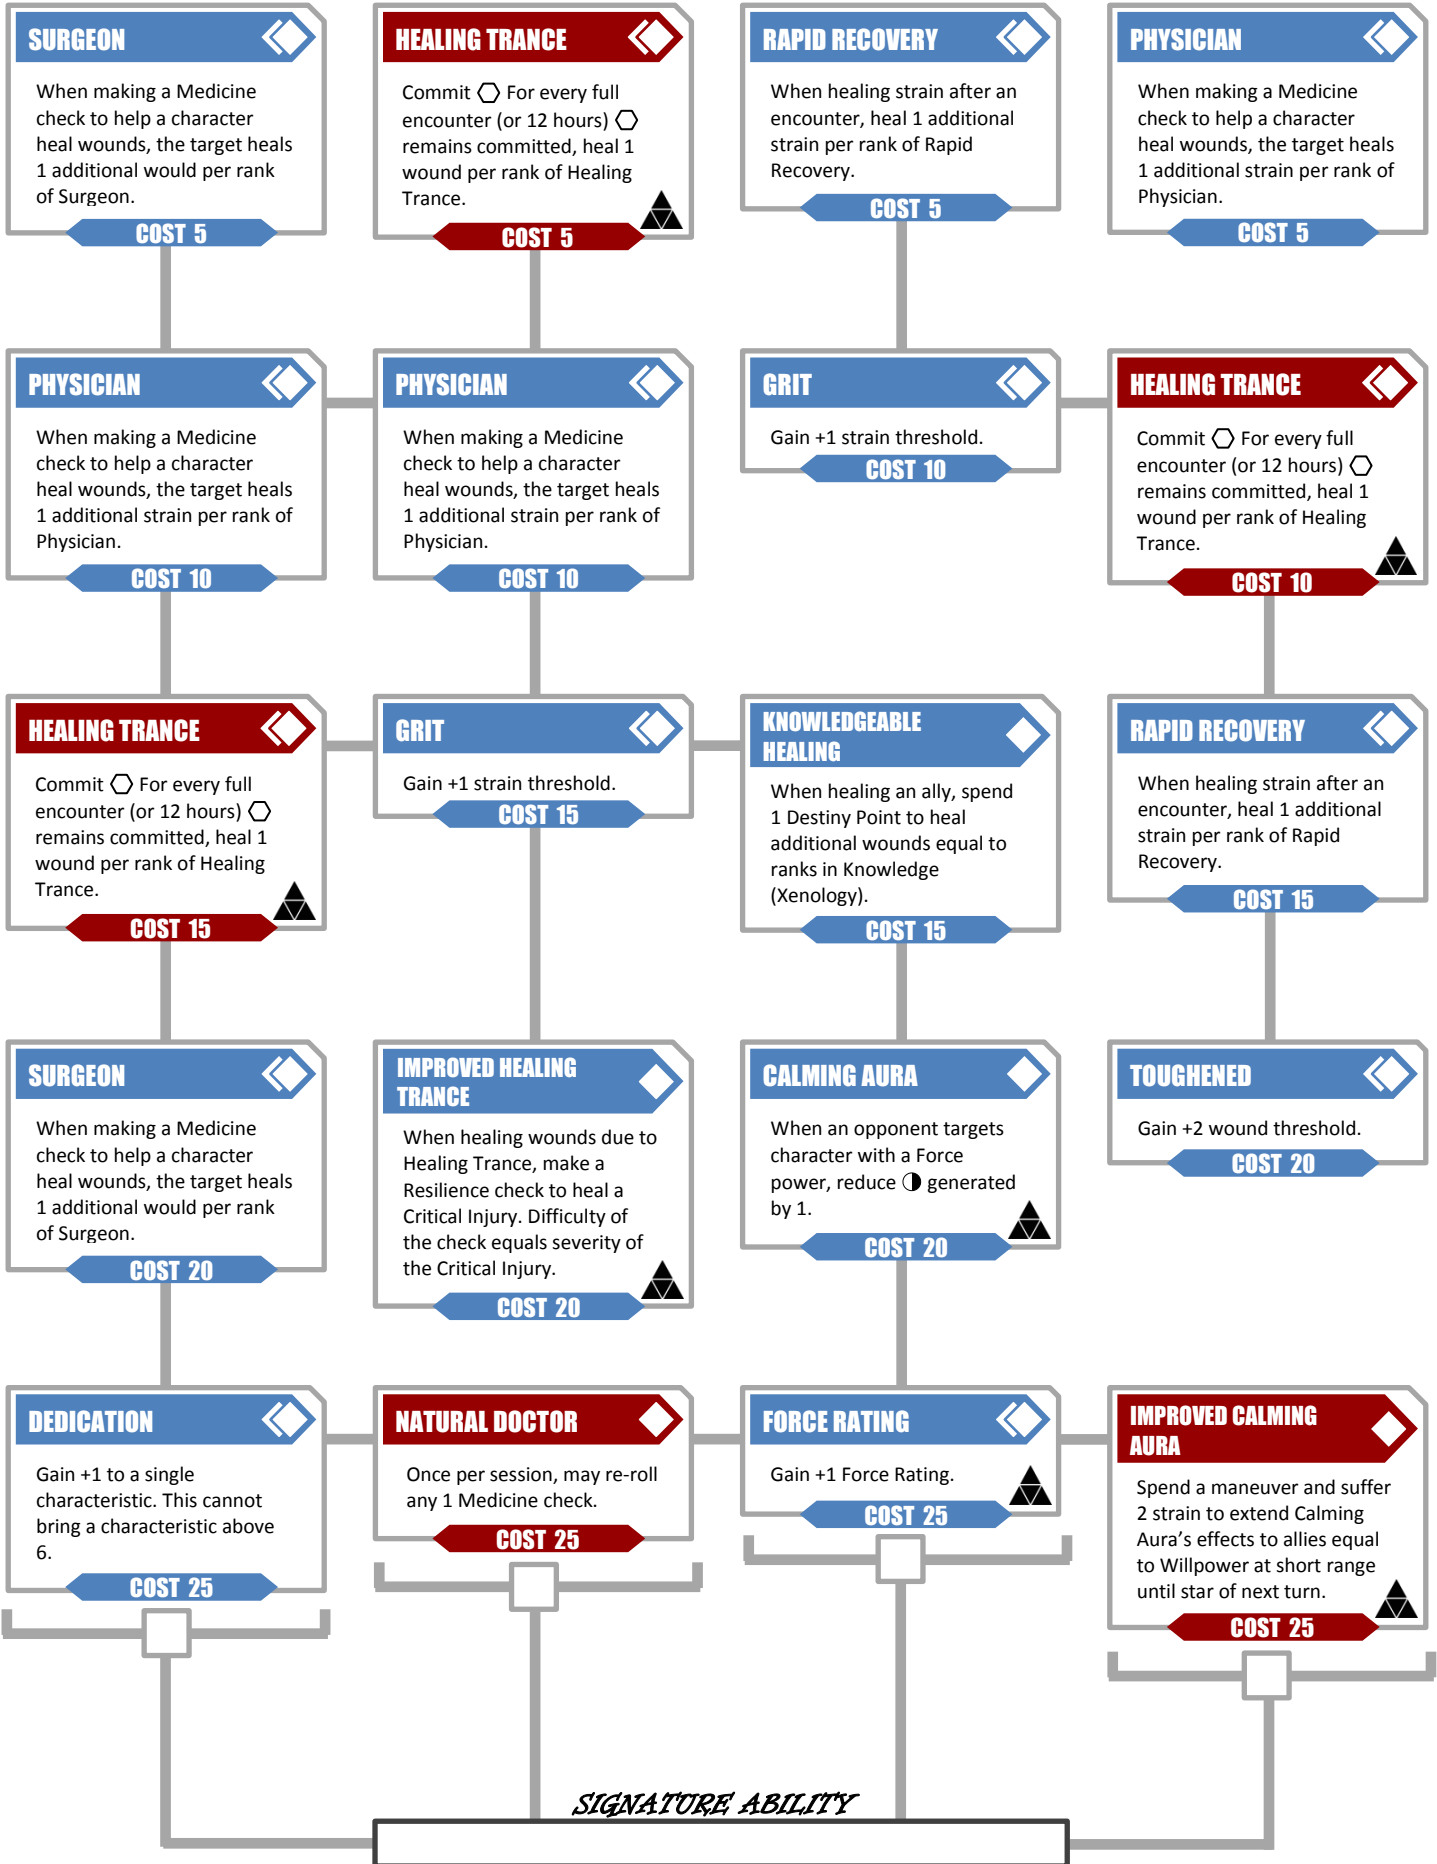 SURGEON
When making a Medicine
check to help a character
heal wounds, the target heals
1 additional would per rank
of Surgeon.
COST 5
HEALING TRANCE
Commit For every full
encounter (or 12 hours)
remains committed, heal 1
wound per rank of Healing
Trance.
COST 5
RAPID RECOVERY
When healing strain after an
encounter, heal 1 additional
strain per rank of Rapid
Recovery.
COST 5
PHYSICIAN
When making a Medicine
check to help a character
heal wounds, the target heals
1 additional strain per rank of
Physician.
COST 5
PHYSICIAN
When making a Medicine
check to help a character
heal wounds, the target heals
1 additional strain per rank of
Physician.
COST 10
PHYSICIAN
When making a Medicine
check to help a character
heal wounds, the target heals
1 additional strain per rank of
Physician.
COST 10
GRIT
Gain +1 strain threshold.
COST 10
HEALING TRANCE
Commit For every full
encounter (or 12 hours)
remains committed, heal 1
wound per rank of Healing
Trance.
COST 10
HEALING TRANCE
Commit For every full
encounter (or 12 hours)
remains committed, heal 1
wound per rank of Healing
Trance.
COST 15
GRIT
Gain +1 strain threshold.
COST 15
KNOWLEDGEABLE
HEALING
When healing an ally, spend
1 Destiny Point to heal
additional wounds equal to
ranks in Knowledge
(Xenology).
COST 15
RAPID RECOVERY
When healing strain after an
encounter, heal 1 additional
strain per rank of Rapid
Recovery.
COST 15
SURGEON
When making a Medicine
check to help a character
heal wounds, the target heals
1 additional would per rank
of Surgeon.
COST 20
IMPROVED HEALING
TRANCE
When healing wounds due to
Healing Trance, make a
Resilience check to heal a
Critical Injury. Difficulty of
the check equals severity of
the Critical Injury.
COST 20
CALMING AURA
When an opponent targets
character with a Force
power, reduce generated
by 1.
COST 20
TOUGHENED
Gain +2 wound threshold.
COST 20
DEDICATION
Gain +1 to a single
characteristic. This cannot
bring a characteristic above
6.
COST 25
NATURAL DOCTOR
Once per session, may re-roll
any 1 Medicine check.
COST 25
FORCE RATING
Gain +1 Force Rating.
COST 25
IMPROVED CALMING
AURA
Spend a maneuver and suffer
2 strain to extend Calming
Aura’s effects to allies equal
to Willpower at short range
until star of next turn.
COST 25
SIGNATURE ABILITY